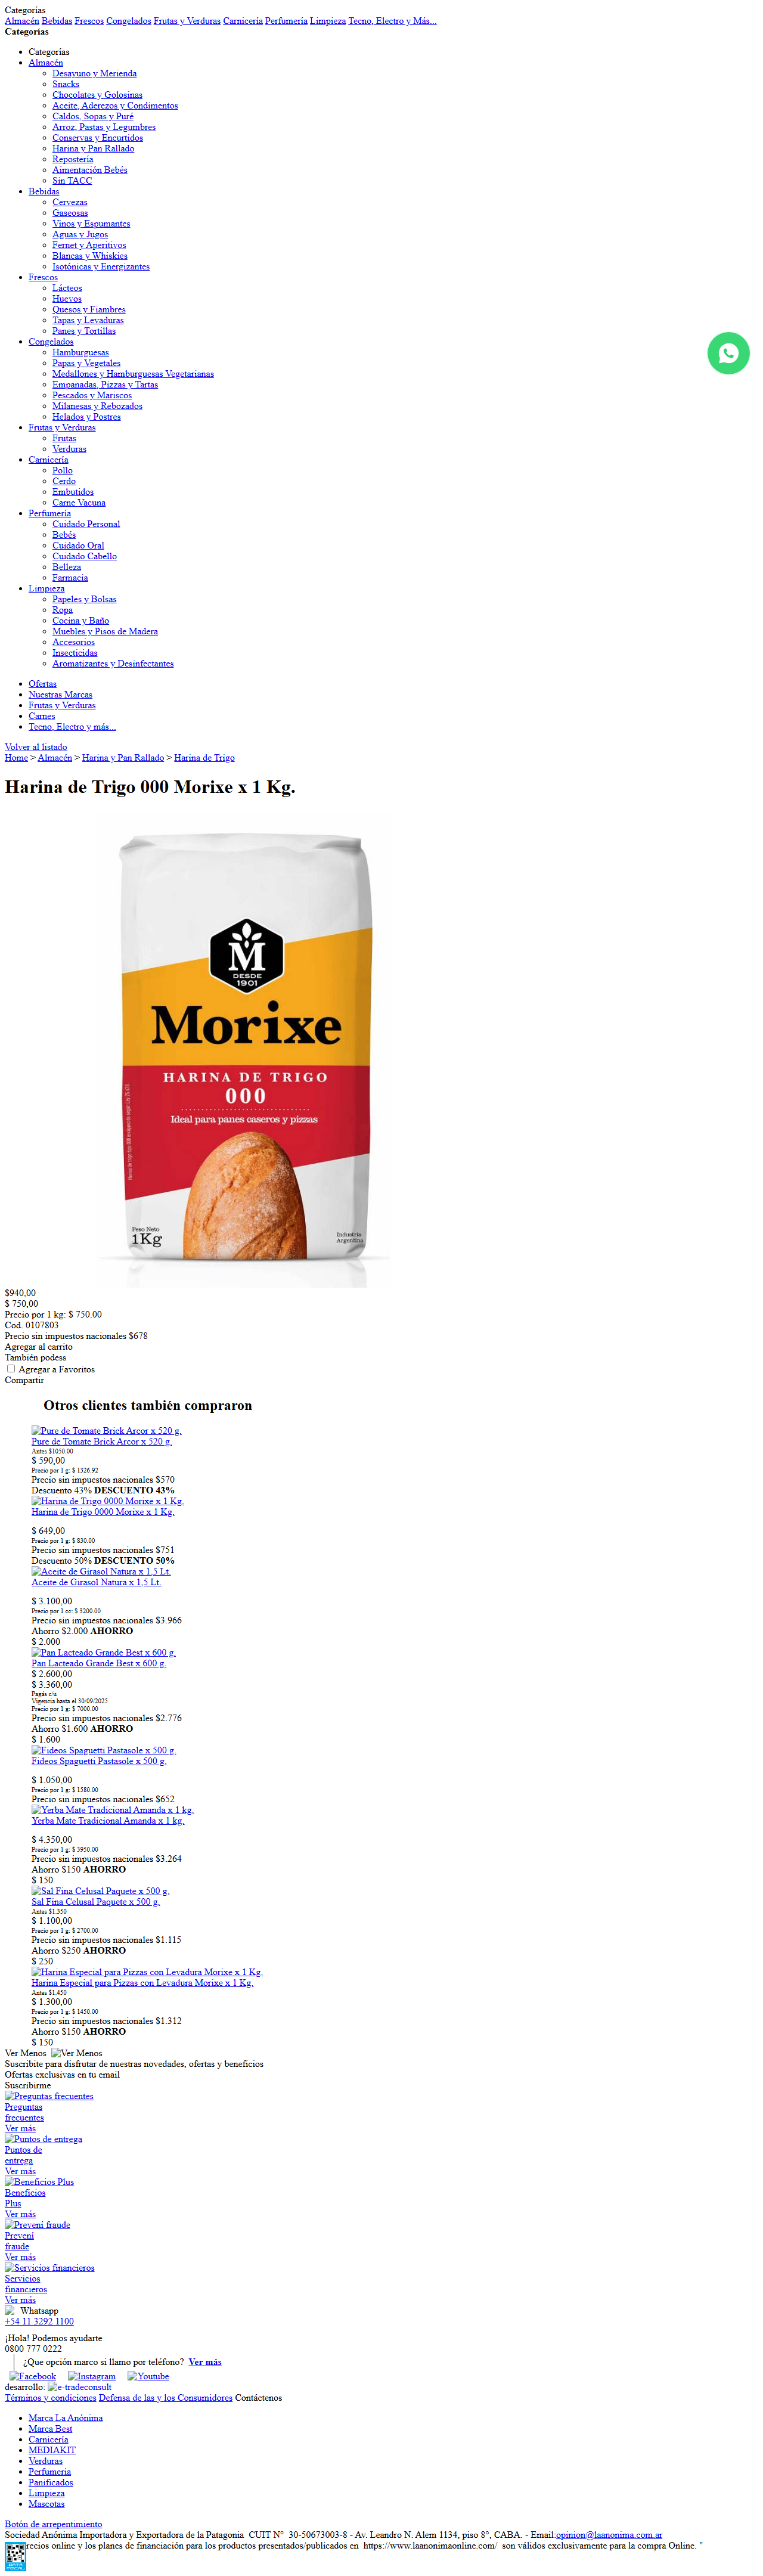 Categorías
Almacén Bebidas Frescos Congelados Frutas y Verduras Carnicería Perfumería Limpieza Tecno, Electro y Más...
Categorías
Categorías
Almacén
Desayuno y Merienda
Snacks
Chocolates y Golosinas
Aceite, Aderezos y Condimentos
Caldos, Sopas y Puré
Arroz, Pastas y Legumbres
Conservas y Encurtidos
Harina y Pan Rallado
Repostería
Aimentación Bebés
Sin TACC
Bebidas
Cervezas
Gaseosas
Vinos y Espumantes
Aguas y Jugos
Fernet y Aperitivos
Blancas y Whiskies
Isotónicas y Energizantes
Frescos
Lácteos
Huevos
Quesos y Fiambres
Tapas y Levaduras
Panes y Tortillas
Congelados
Hamburguesas
Papas y Vegetales
Medallones y Hamburguesas Vegetarianas
Empanadas, Pizzas y Tartas
Pescados y Mariscos
Milanesas y Rebozados
Helados y Postres
Frutas y Verduras
Frutas
Verduras
Carnicería
Pollo
Cerdo
Embutidos
Carne Vacuna
Perfumería
Cuidado Personal
Bebés
Cuidado Oral
Cuidado Cabello
Belleza
Farmacia
Limpieza
Papeles y Bolsas
Ropa
Cocina y Baño
Muebles y Pisos de Madera
Accesorios
Insecticidas
Aromatizantes y Desinfectantes
Ofertas
Nuestras Marcas
Frutas y Verduras
Carnes
Tecno, Electro y más...
Volver al listado
Home > Almacén > Harina y Pan Rallado > Harina de Trigo
Harina de Trigo 000 Morixe x 1 Kg.
M
DESDE
1901
Morixe
HARINA DE TRIGO
000
Ideal para panes caseros y pizzas
Peso Neto
1Kg
Industria
Argentina
$940,00
$ 750,00
Precio por 1 kg: $ 750.00
Cod. 0107803
Precio sin impuestos nacionales $678
Agregar al carrito
También podess
Agregar a Favoritos
Compartir
Otros clientes también compraron
Pure de Tomate Brick Arcor x 520 g.
Pure de Tomate Brick Arcor x 520 g.
Antes $1050.00
$ 590,00
Precio por 1 g: $ 1326.92
Precio sin impuestos nacionales $570
Descuento 43% DESCUENTO 43%
Harina de Trigo 0000 Morixe x 1 Kg.
Harina de Trigo 0000 Morixe x 1 Kg.
$ 649,00
Precio por 1 g: $ 830.00
Precio sin impuestos nacionales $751
Descuento 50% DESCUENTO 50%
Aceite de Girasol Natura x 1,5 Lt.
Aceite de Girasol Natura x 1,5 Lt.
$ 3.100,00
Precio por 1 cc: $ 3200.00
Precio sin impuestos nacionales $3.966
Ahorro $2.000 AHORRO
$ 2.000
Pan Lacteado Grande Best x 600 g.
Pan Lacteado Grande Best x 600 g.
$ 2.600,00
$ 3.360,00
Pagás c/u
Vigencia hasta el 30/09/2025
Precio por 1 g: $ 7000.00
Precio sin impuestos nacionales $2.776
Ahorro $1.600 AHORRO
$ 1.600
Fideos Spaguetti Pastasole x 500 g.
Fideos Spaguetti Pastasole x 500 g.
$ 1.050,00
Precio por 1 g: $ 1580.00
Precio sin impuestos nacionales $652
Yerba Mate Tradicional Amanda x 1 kg.
Yerba Mate Tradicional Amanda x 1 kg.
$ 4.350,00
Precio por 1 g: $ 3950.00
Precio sin impuestos nacionales $3.264
Ahorro $150 AHORRO
$ 150
Sal Fina Celusal Paquete x 500 g.
Sal Fina Celusal Paquete x 500 g.
Antes $1.350
$ 1.100,00
Precio por 1 g: $ 2700.00
Precio sin impuestos nacionales $1.115
Ahorro $250 AHORRO
$ 250
Harina Especial para Pizzas con Levadura Morixe x 1 Kg.
Harina Especial para Pizzas con Levadura Morixe x 1 Kg.
Antes $1.450
$ 1.300,00
Precio por 1 g: $ 1450.00
Precio sin impuestos nacionales $1.312
Ahorro $150 AHORRO
$ 150
Ver Menos Ver Menos
Suscribite para disfrutar de nuestras novedades, ofertas y beneficios
Ofertas exclusivas en tu email
Suscribirme
Preguntas frecuentes
Preguntas
frecuentes
Ver más
Puntos de entrega
Puntos de
entrega
Ver más
Beneficios Plus
Beneficios
Plus
Ver más
Prevení fraude
Prevení
fraude
Ver más
Servicios financieros
Servicios
financieros
Ver más
Whatsapp
+54 11 3292 1100
¡Hola! Podemos ayudarte
0800 777 0222
¿Que opción marco si llamo por teléfono? Ver más
Facebook Instagram Youtube
desarrollo: e-tradeconsult
Términos y condiciones Defensa de las y los Consumidores Contáctenos
Marca La Anónima
Marca Best
Carnicería
MEDIAKIT
Verduras
Perfumería
Panificados
Limpieza
Mascotas
Botón de arrepentimiento
Sociedad Anónima Importadora y Exportadora de la Patagonia CUIT N° 30-50673003-8 - Av. Leandro N. Alem 1134, piso 8°, CABA. - Email:opinion@laanonima.com.ar
recios online y los planes de financiación para los productos presentados/publicados en https://www.laanonimaonline.com/ son válidos exclusivamente para la compra Online. "